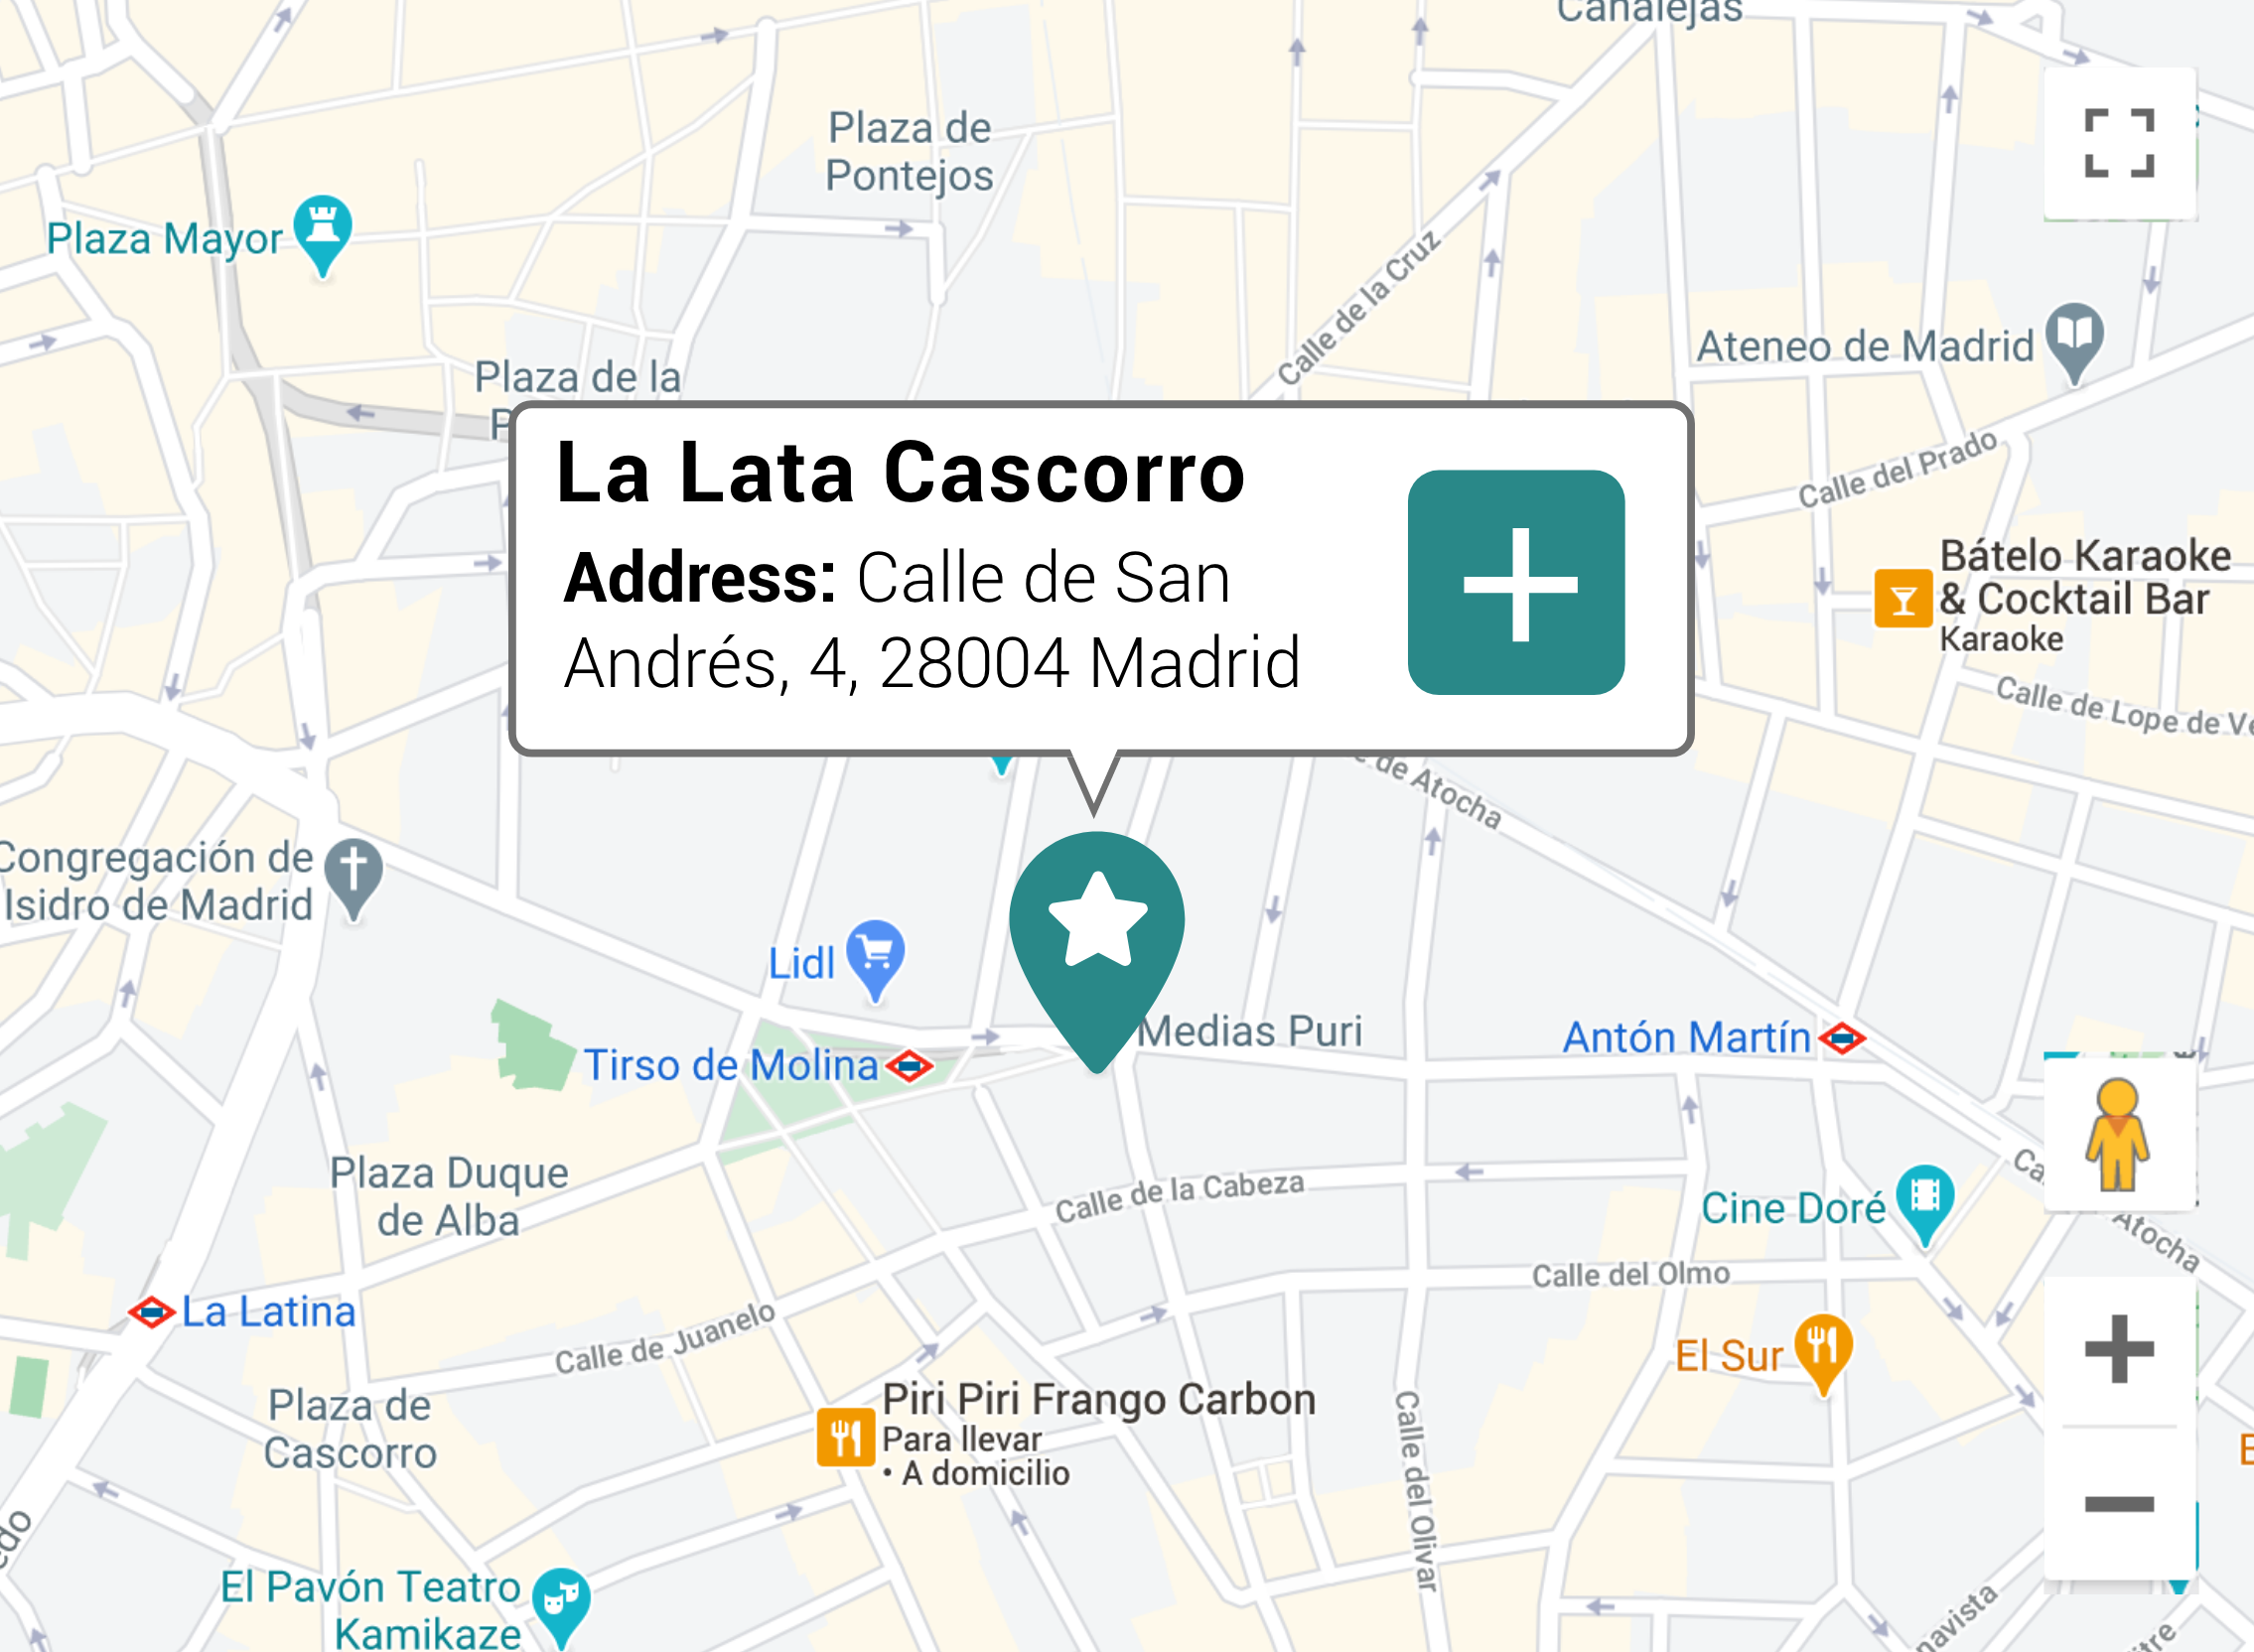 Canalejas
Plaza de
Pontejos
Plaza Mayor
Calle de la Cruz
Ateneo de Madrid
Plaza de la
P
La Lata Cascorro
Address: Calle de San
Andrés, 4, 28004 Madrid
Calle del Prado
Bátelo Karaoke
& Cocktail Bar
Karaoke
Calle de Lope de Ve
de Atocha
Congregación de
Isidro de Madrid
Lidl
Medias Puri
Antón Martín
Tirso de Molina
Plaza Duque
de Alba
Calle de la Cabeza
Ca
Atocha
Cine Doré
Calle del Olmo
La Latina
Calle de Juanelo
El Sur
Plaza de
Cascorro
Piri Piri Frango Carbon
Para llevar
• A domicilio
Calle del Olivar
E
edo
El Pavón Teatro
Kamikaze
navista
itre